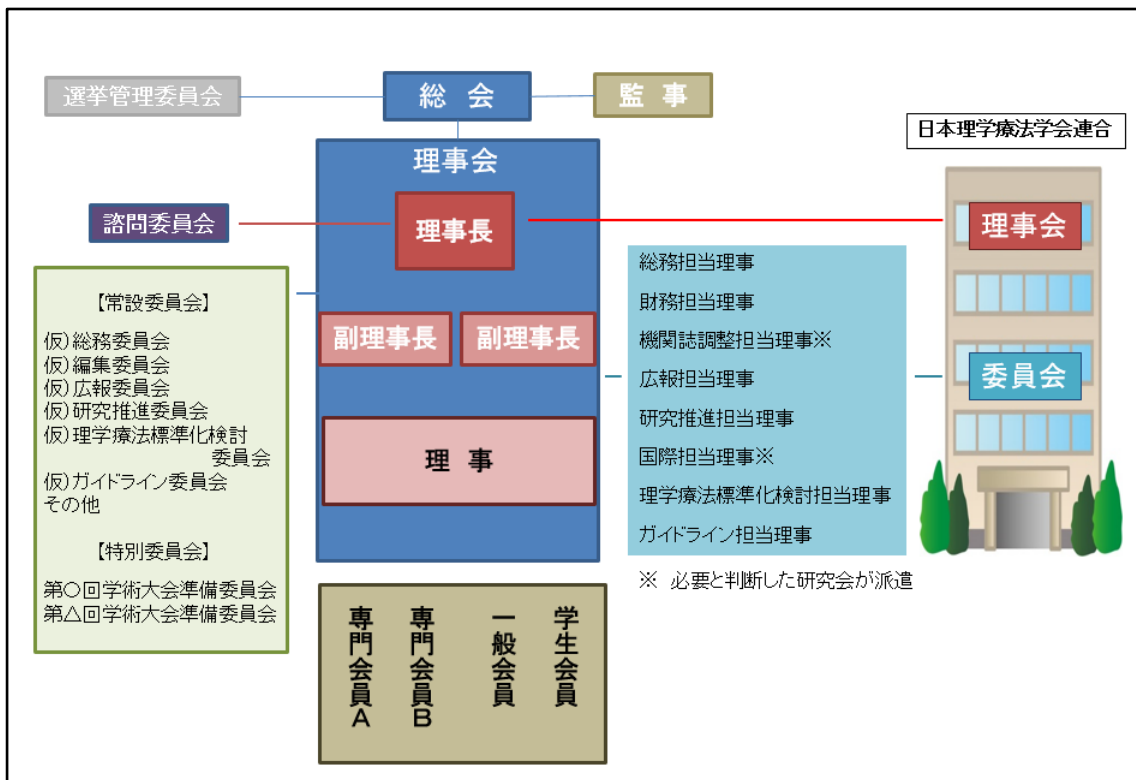 選挙管理委員会
総 会
監 事
日本理学療法学会連合
理事会
諮問委員会
理事長
理事会
【常設委員会】
仮)総務委員会
仮)編集委員会
仮)広報委員会
仮)研究推進委員会
仮)理学療法標準化検討
委員会
仮)ガイドライン委員会
その他
【特別委員会】
第○回学術大会準備委員会
第△回学術大会準備委員会
副理事長
副理事長
理 事
総務担当理事
財務担当理事
機関誌調整担当理事※
広報担当理事
研究推進担当理事
国際担当理事※
理学療法標準化検討担当理事
ガイドライン担当理事
※ 必要と判断した研究会が派遣
委員会
専門会員A
専門会員B
一般会員
学生会員